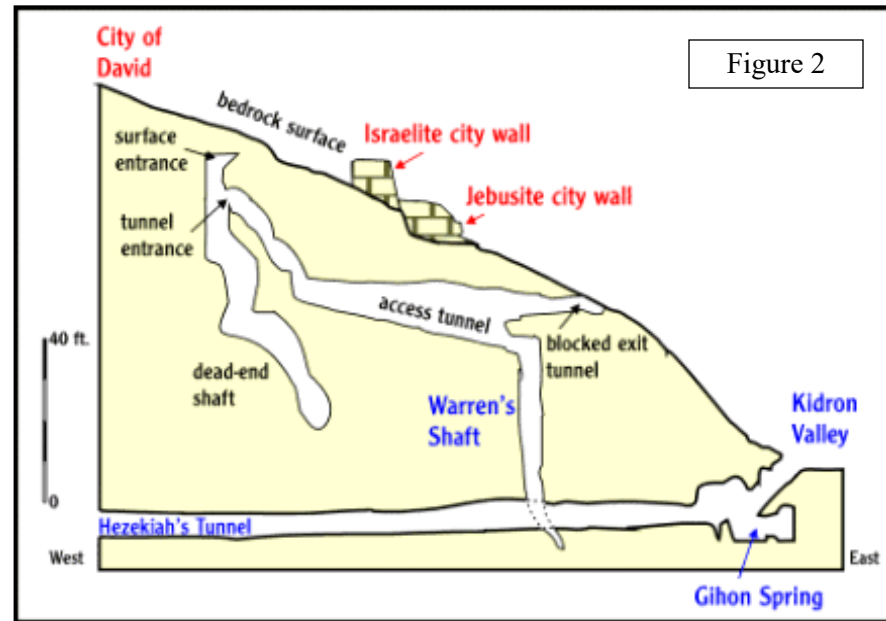 City of
David
Figure 2
bedrock surface
Israelite city wall
surface
entrance
Jebusite city wall
tunnel
entrance
access tunnel
40 ft.
blocked exit
tunnel
dead-end
shaft
Warren's
Shaft
Kidron
Valley
0
Hezekiah's Tunnel
West
East
Gihon Spring